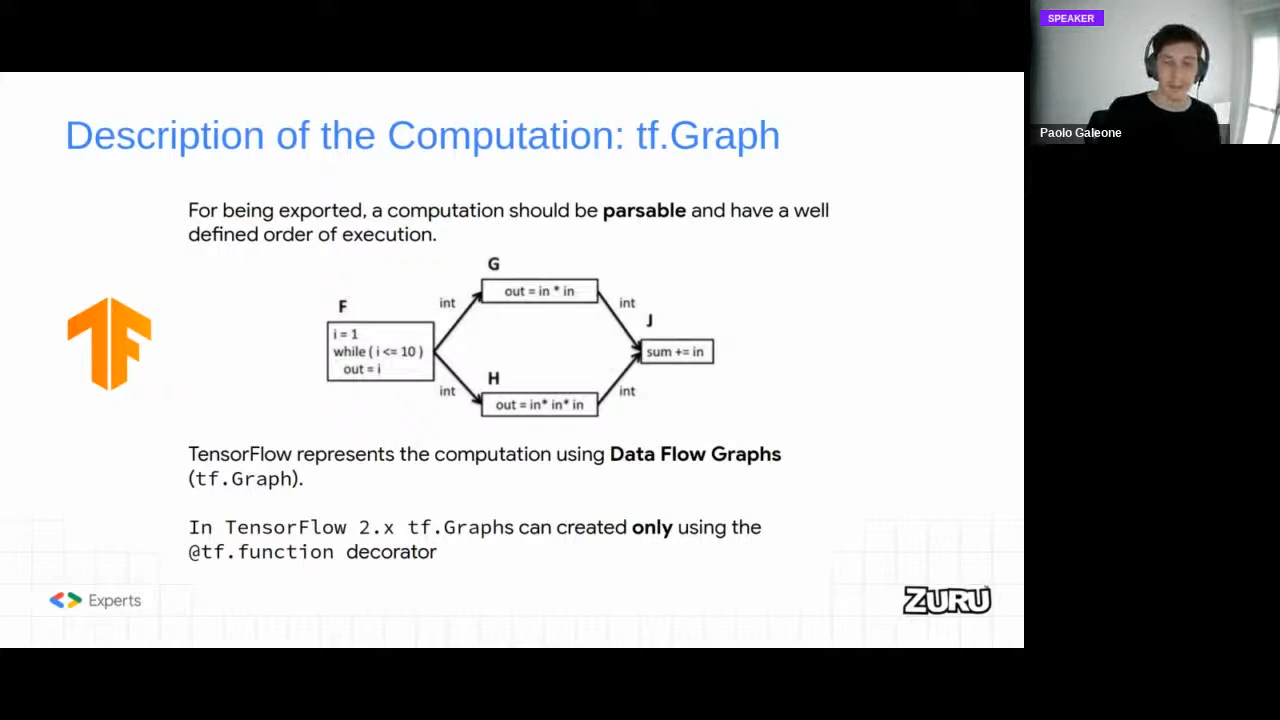 SPEAKER
Paolo Galeone
Description of the Computation: tf.Graph
For being exported, a computation should be parsable and have a well
defined order of execution.
G
out = in * in
int
int
F
J
i = 1
while ( i <= 10 )
out = i
sum += in
H
int
int
out = in* in* in
TensorFlow represents the computation using Data Flow Graphs
(tf.Graph).
In TensorFlow 2.x tf.Graphs can created only using the
@tf.function decorator
Experts
ZURU